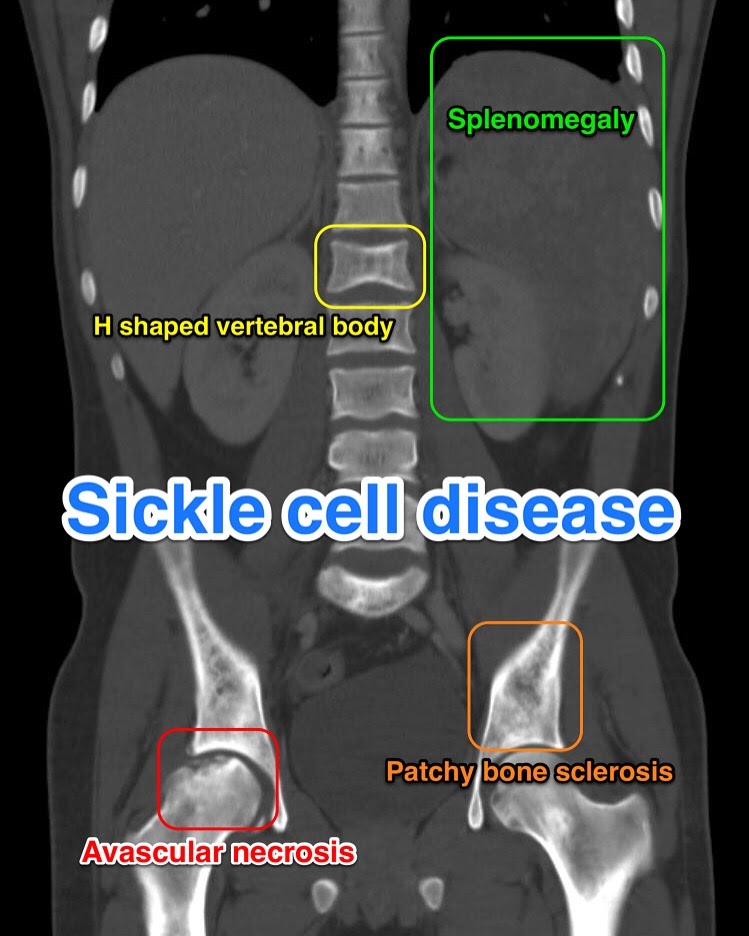 Splenomegaly
H shaped vertebral body
Sickle cell disease
Patchy bone sclerosis
Avascular necrosis